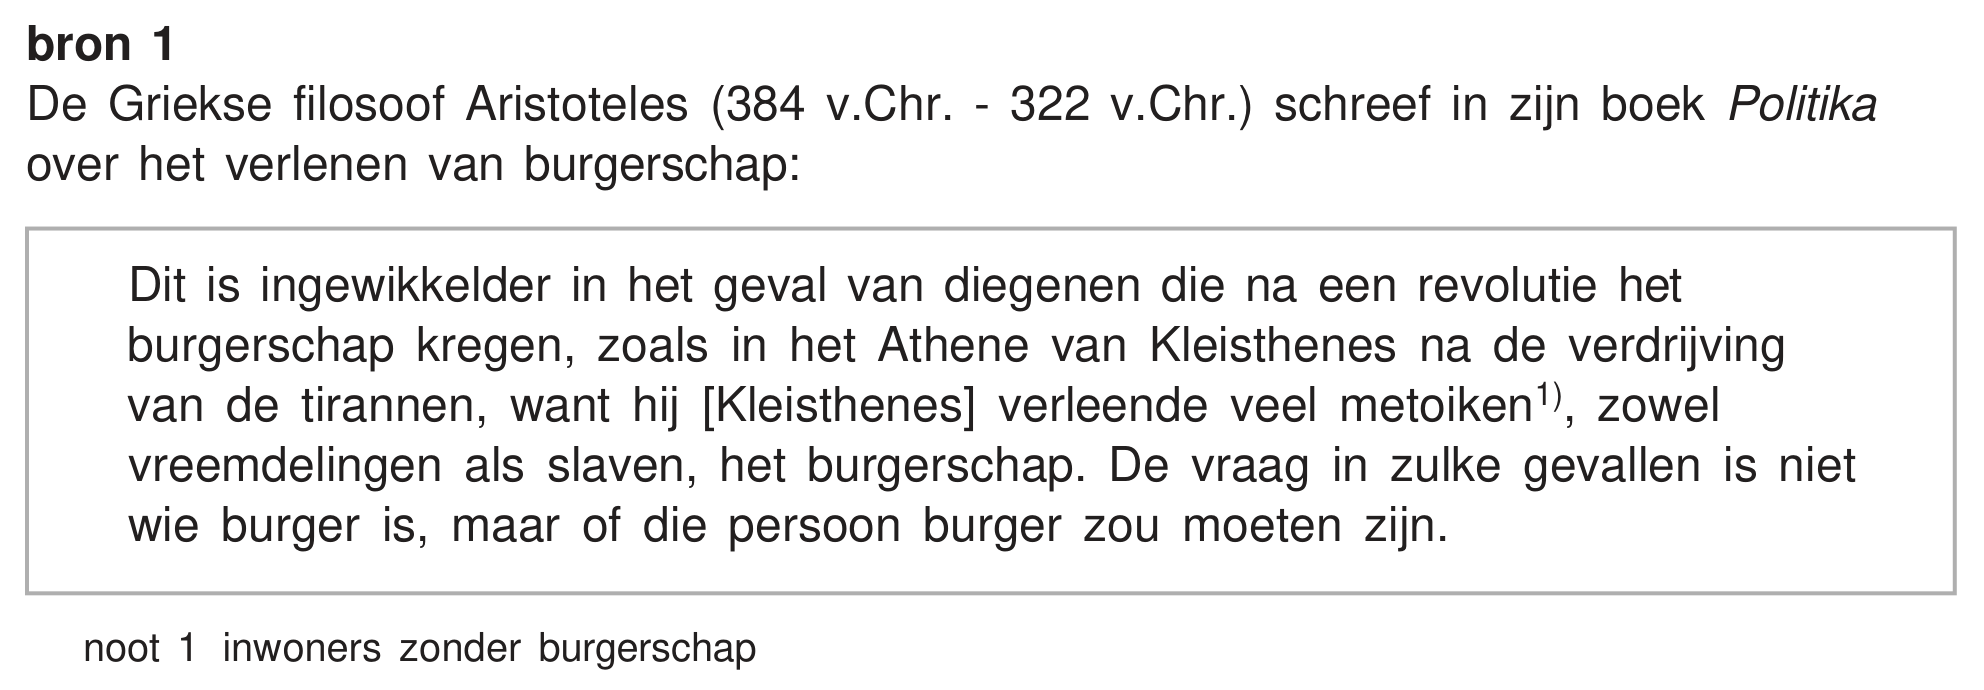 bron 1
De Griekse filosoof Aristoteles (384 v.Chr. - 322 v.Chr.) schreef in zijn boek Politika
over het verlenen van burgerschap:
Dit is ingewikkelder in het geval van diegenen die na een revolutie het
burgerschap kregen, zoals in het Athene van Kleisthenes na de verdrijving
van de tirannen, want hij [Kleisthenes] verleende veel metoiken¹⁾, zowel
vreemdelingen als slaven, het burgerschap. De vraag in zulke gevallen is niet
wie burger is, maar of die persoon burger zou moeten zijn.
noot 1 inwoners zonder burgerschap